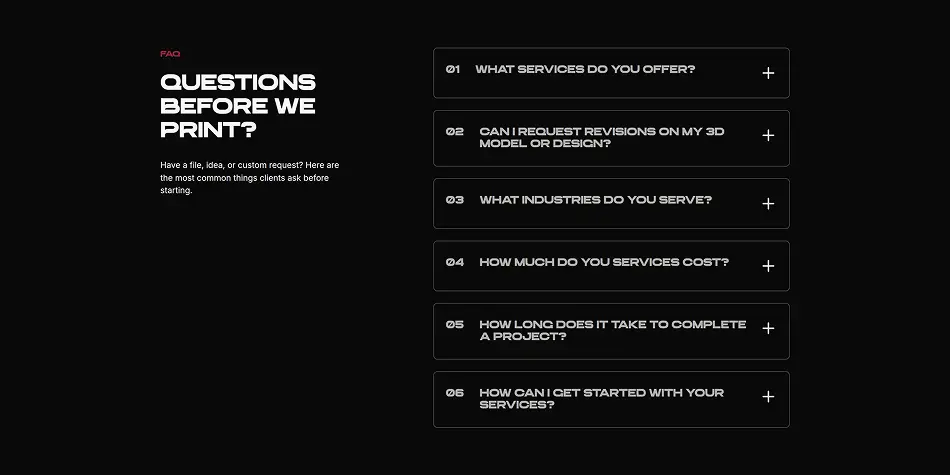 FAQ
QUESTIONS
BEFORE WE
PRINT?
Have a file, idea, or custom request? Here are
the most common things clients ask before
starting.
01 WHAT SERVICES DO YOU OFFER?
02 CAN I REQUEST REVISIONS ON MY 3D
MODEL OR DESIGN?
03 WHAT INDUSTRIES DO YOU SERVE?
04 HOW MUCH DO YOU SERVICES COST?
05 HOW LONG DOES IT TAKE TO COMPLETE
A PROJECT?
06 HOW CAN I GET STARTED WITH YOUR
SERVICES?